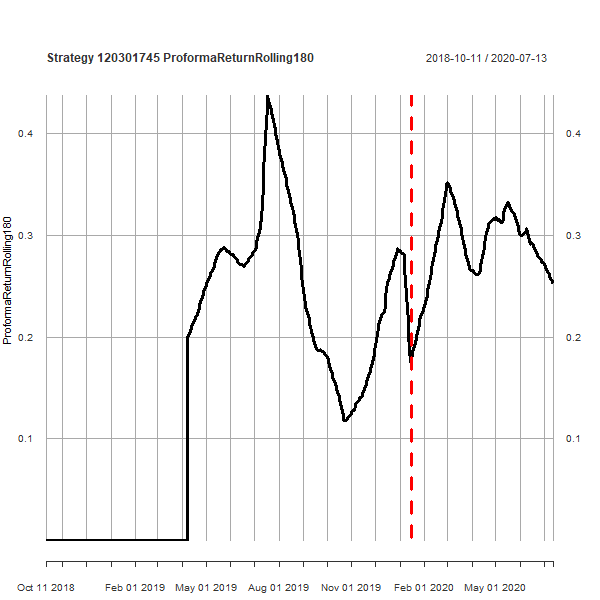 Strategy 120301745 ProformaReturnRolling180
2018-10-11 / 2020-07-13
ProformaReturnRolling180
0.4
0.4
0.3
0.3
0.2
0.2
0.1
0.1
Oct 11 2018
Feb 01 2019
May 01 2019
Aug 01 2019
Nov 01 2019
Feb 01 2020
May 01 2020